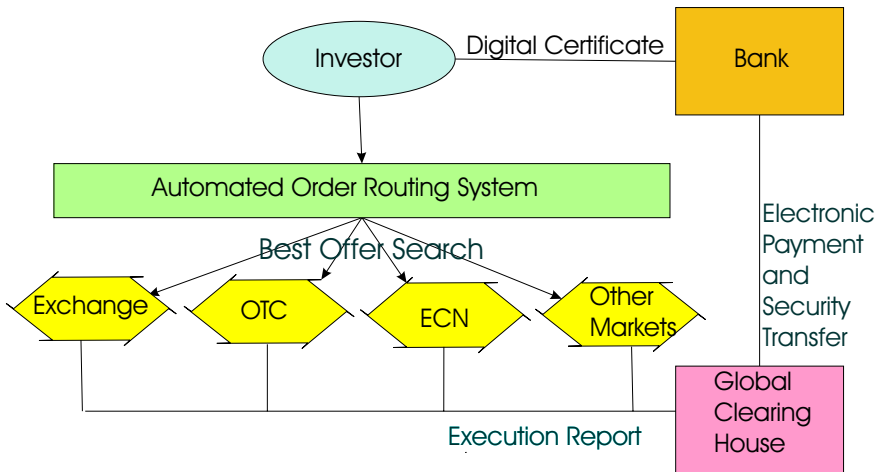 Investor
Digital Certificate
Bank
Automated Order Routing System
Best Offer Search
Exchange
OTC
ECN
Other
Markets
Electronic
Payment
and
Security
Transfer
Global
Clearing
House
Execution Report